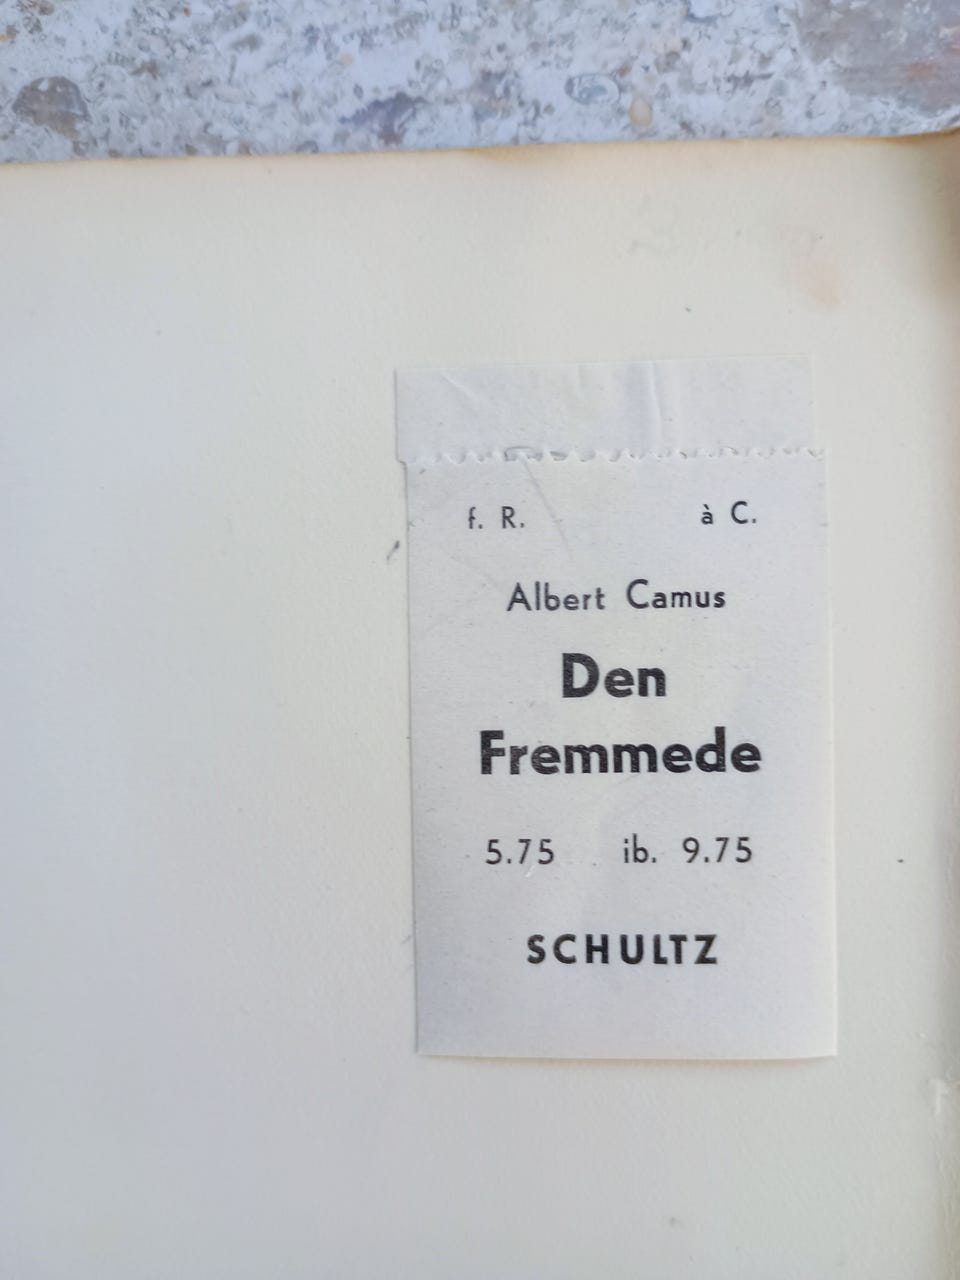 f. R. à C.
Albert Camus
Den
Fremmede
5.75 ib. 9.75
SCHULTZ